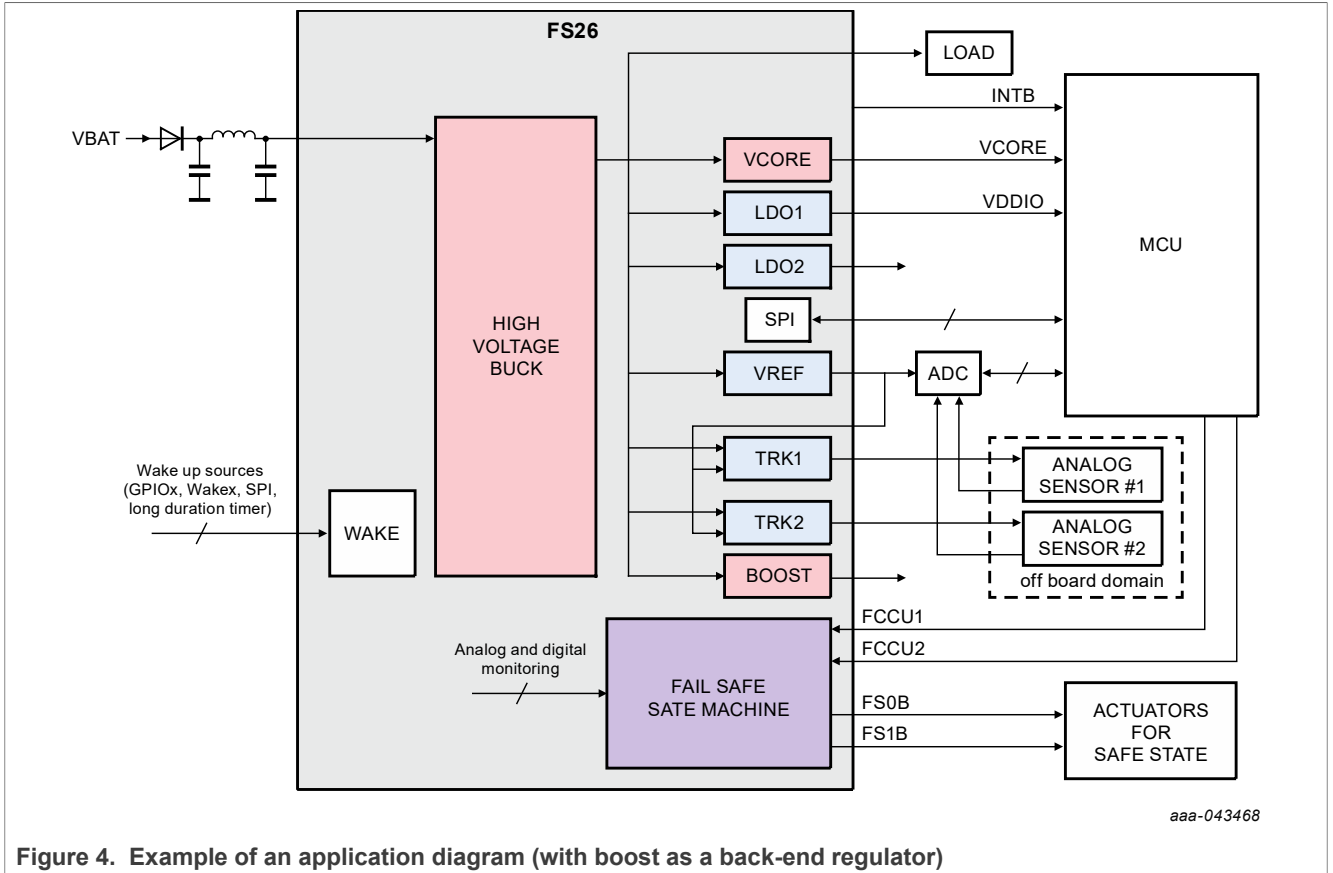 FS26
LOAD
INTB
VBAT
VCORE
VCORE
LDO1
VDDIO
MCU
LDO2
SPI
HIGH
VOLTAGE
BUCK
VREF
ADC
TRK1
ANALOG
SENSOR #1
Wake up sources
(GPIOx, Wakex, SPI,
long duration timer)
WAKE
TRK2
ANALOG
SENSOR #2
BOOST
off board domain
FCCU1
FCCU2
Analog and digital
monitoring
FAIL SAFE
SATE MACHINE
FS0B
FS1B
ACTUATORS
FOR
SAFE STATE
aaa-043468
Figure 4. Example of an application diagram (with boost as a back-end regulator)